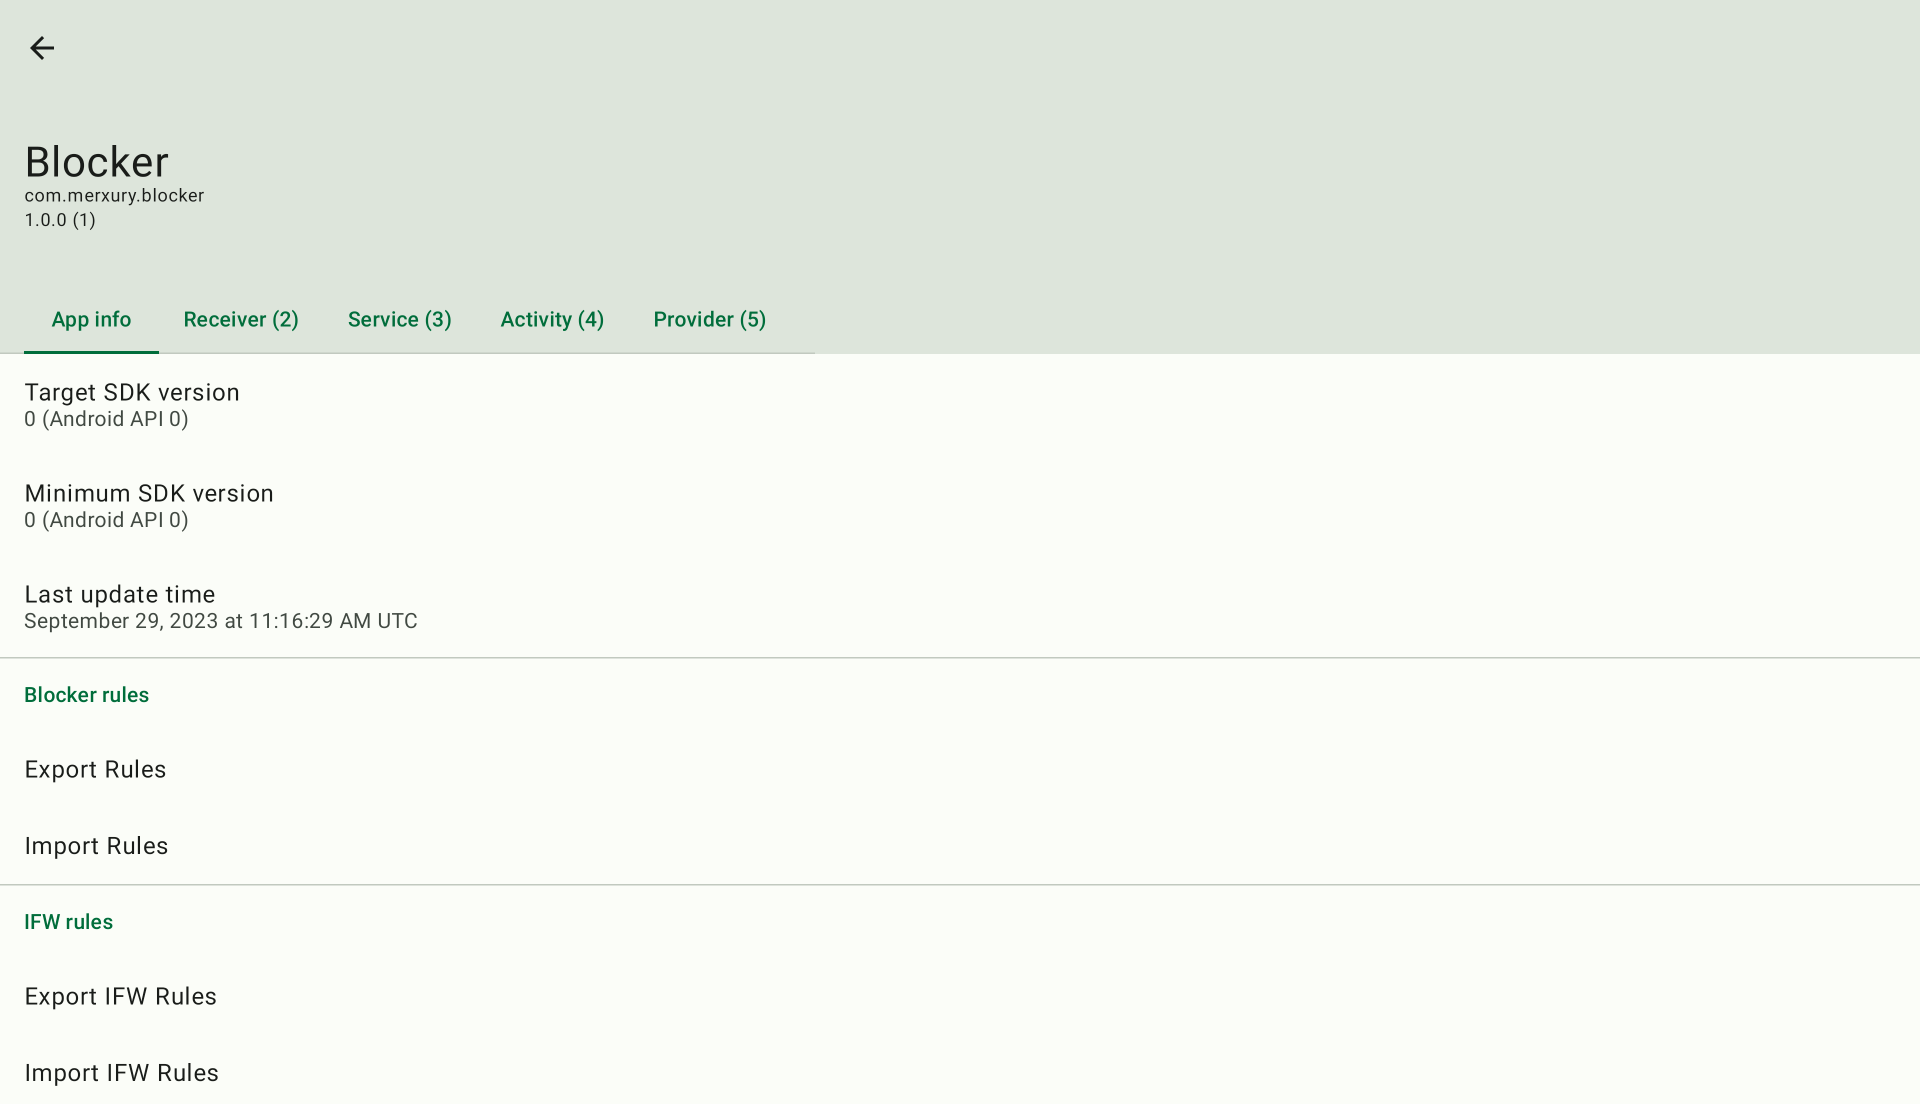 Blocker
com.merxury.blocker
1.0.0 (1)
App info
Receiver (2)
Service (3)
Activity (4)
Provider (5)
Target SDK version
0 (Android API 0)
Minimum SDK version
0 (Android API 0)
Last update time
September 29, 2023 at 11:16:29 AM UTC
Blocker rules
Export Rules
Import Rules
IFW rules
Export IFW Rules
Import IFW Rules